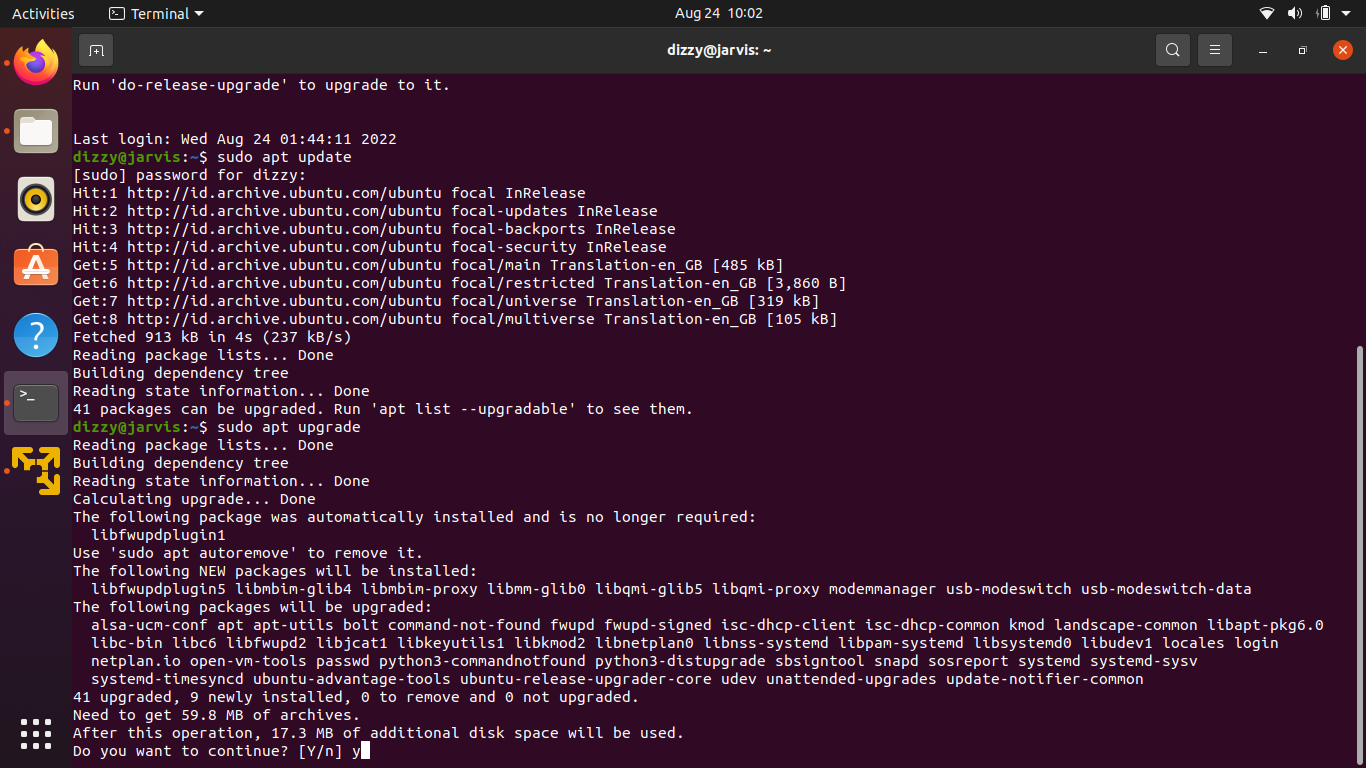 Activities
Terminal
Aug 24 10:02
dizzy@jarvis: ~
Run 'do-release-upgrade' to upgrade to it.
Last login: Wed Aug 24 01:44:11 2022
dizzy@jarvis:~$ sudo apt update
[sudo] password for dizzy:
Hit:1 http://id.archive.ubuntu.com/ubuntu focal InRelease
Hit:2 http://id.archive.ubuntu.com/ubuntu focal-updates InRelease
Hit:3 http://id.archive.ubuntu.com/ubuntu focal-backports InRelease
Hit:4 http://id.archive.ubuntu.com/ubuntu focal-security InRelease
Get:5 http://id.archive.ubuntu.com/ubuntu focal/main Translation-en_GB [485 kB]
Get:6 http://id.archive.ubuntu.com/ubuntu focal/restricted Translation-en_GB [3,860 B]
Get:7 http://id.archive.ubuntu.com/ubuntu focal/universe Translation-en_GB [319 kB]
Get:8 http://id.archive.ubuntu.com/ubuntu focal/multiverse Translation-en_GB [105 kB]
Fetched 913 kB in 4s (237 kB/s)
Reading package lists... Done
Building dependency tree
Reading state information... Done
41 packages can be upgraded. Run 'apt list --upgradable' to see them.
dizzy@jarvis:~$ sudo apt upgrade
Reading package lists... Done
Building dependency tree
Reading state information... Done
Calculating upgrade... Done
The following package was automatically installed and is no longer required:
libfwupdplugin1
Use 'sudo apt autoremove' to remove it.
The following NEW packages will be installed:
libfwupdplugin5 libmbim-glib4 libmbim-proxy libmm-glib0 libqmi-glib5 libqmi-proxy modemmanager usb-modeswitch usb-modeswitch-data
The following packages will be upgraded:
alsa-ucm-conf apt apt-utils bolt command-not-found fwupd fwupd-signed isc-dhcp-client isc-dhcp-common kmod landscape-common libapt-pkg6.0
libc-bin libc6 libfwupd2 libjcat1 libkeyutils1 libkmod2 libnetplan0 libnss-systemd libpam-systemd libsystemd0 libudev1 locales login
netplan.io open-vm-tools passwd python3-commandnotfound python3-distupgrade sbsigntool snapd sosreport systemd systemd-sysv
systemd-timesyncd ubuntu-advantage-tools ubuntu-release-upgrader-core udev unattended-upgrades update-notifier-common
41 upgraded, 9 newly installed, 0 to remove and 0 not upgraded.
Need to get 59.8 MB of archives.
After this operation, 17.3 MB of additional disk space will be used.
Do you want to continue? [Y/n] y